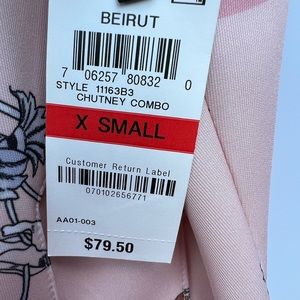 BEIRUT
7 06257 80832 0
STYLE 11163B3
CHUTNEY COMBO
X SMALL
Customer Return Label
070102656771
AA01-003
$79.50